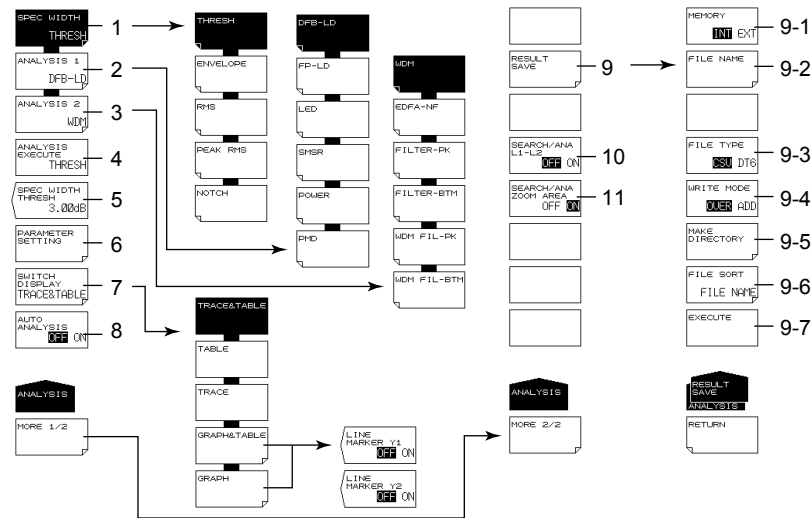 SPEC WIDTH
THRESH
1
ANALYSIS 1
DFB-LD
2
ANALYSIS 2
WDM
3
ANALYSIS
EXECUTE
THRESH
4
SPEC WIDTH
THRESH
3.00dB
5
PARAMETER
SETTING
6
SWITCH
DISPLAY
TRACE&TABLE
7
AUTO
ANALYSIS
OFF ON
8
ANALYSIS
MORE 1/2
THRESH
ENVELOPE
RMS
PEAK RMS
NOTCH
TRACE&TABLE
TABLE
TRACE
GRAPH&TABLE
GRAPH
DFB-LD
FP-LD
LED
SMSR
POWER
PMD
LINE
MARKER Y1
OFF ON
LINE
MARKER Y2
OFF ON
WDM
EDFA-NF
FILTER-PK
FILTER-BTM
WDM FIL-PK
WDM FIL-BTM
RESULT
SAVE
9
SEARCH/ANA
L1-L2
OFF ON
10
SEARCH/ANA
ZOOM AREA
OFF ON
11
ANALYSIS
MORE 2/2
MEMORY
INT EXT
9-1
FILE NAME
9-2
FILE TYPE
CSV DT6
9-3
WRITE MODE
OVER ADD
9-4
MAKE
DIRECTORY
9-5
FILE SORT
FILE NAME
9-6
EXECUTE
9-7
RESULT
SAVE
ANALYSIS
RETURN